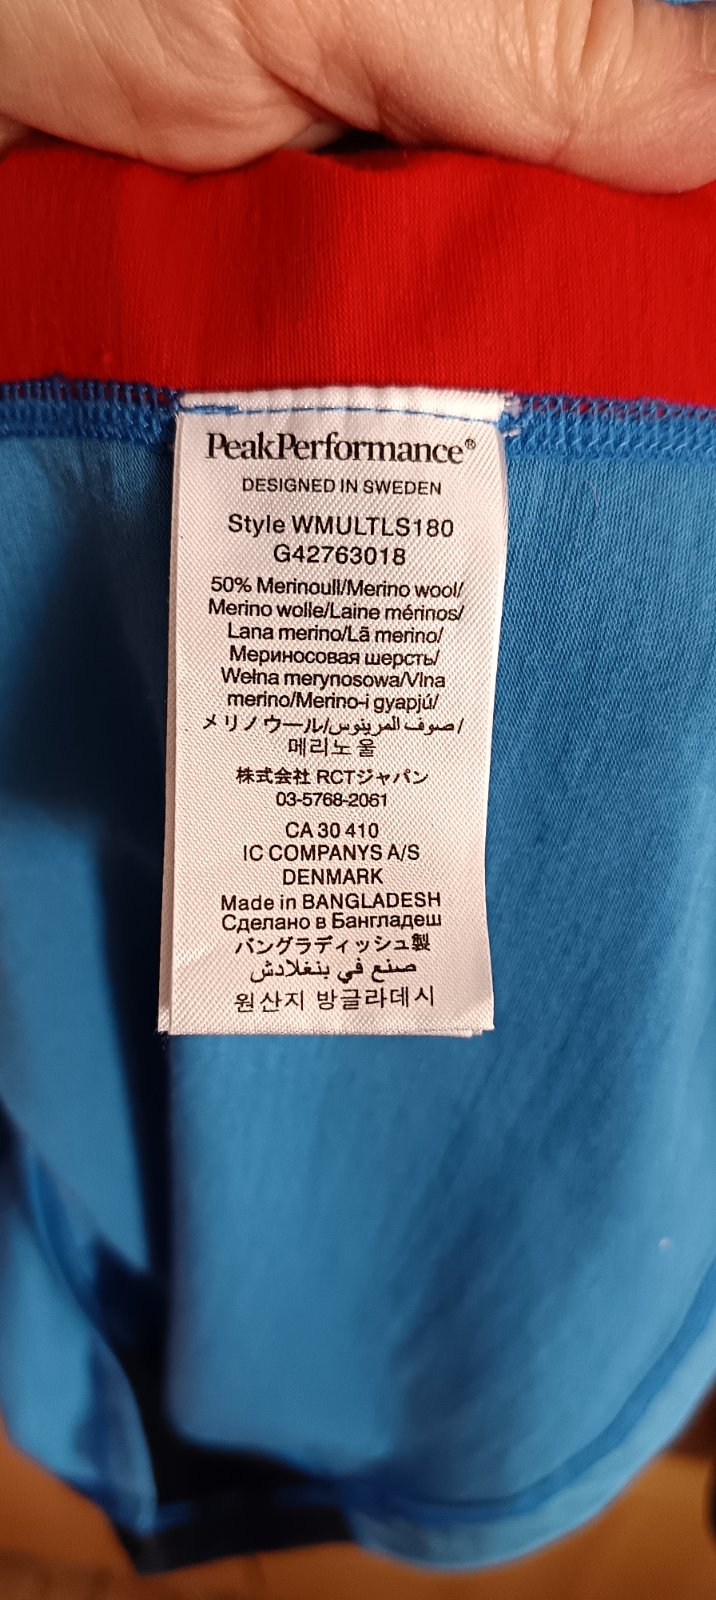 PeakPerformance®
DESIGNED IN SWEDEN
Style WMULTLS180
G42763018
50% Merinoull/Merino wool/
Merino wolle/Laine mérinos/
Lana merino/Lã merino/
Мериносовая шерсть/
Wełna merynosowa/Vlna
merino/Merino-i gyapjú/
メリノ ウール/صوف المرينوس/
메리노 울
株式会社 RCTジャパン
03-5768-2061
CA 30 410
IC COMPANYS A/S
DENMARK
Made in BANGLADESH
Сделано в Бангладеш
バングラディッシュ製
صنع في بنغلادش
원산지 방글라데시